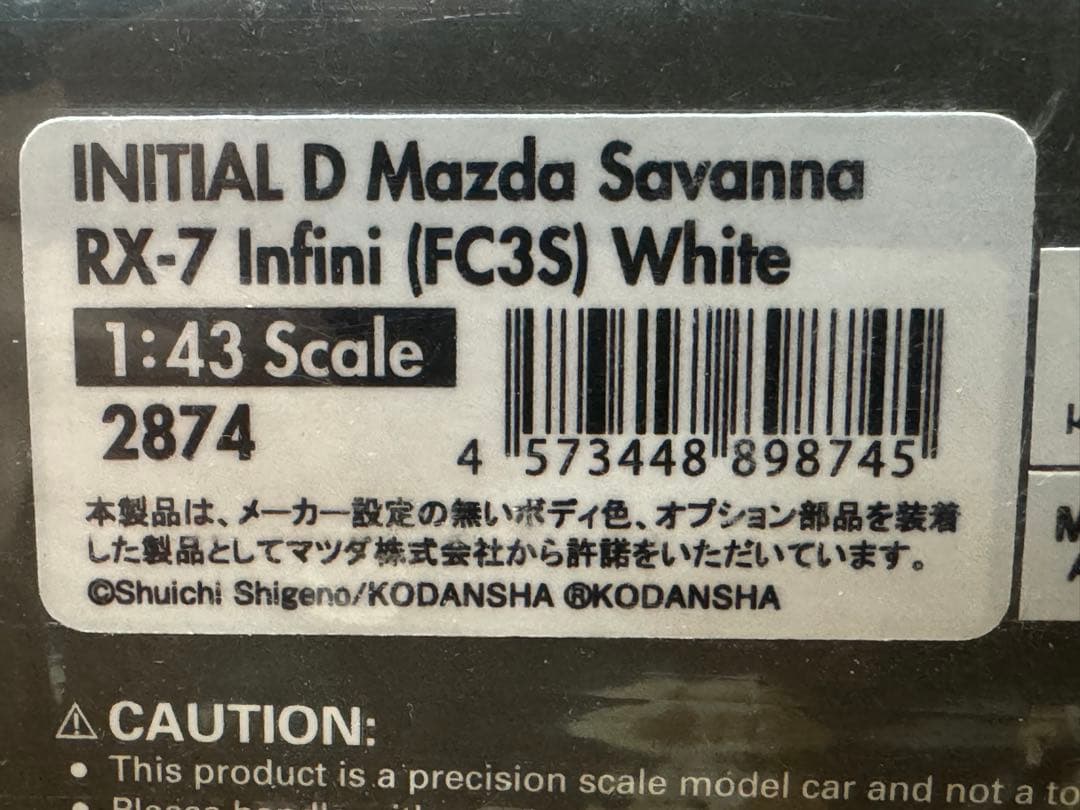 INITIAL D Mazda Savanna
RX-7 Infini (FC3S) White
1:43 Scale
2874
4 573448 898745
本製品は、メーカー設定の無いボディ色、オプション部品を装着
した製品としてマツダ株式会社から許諾をいただいています。
©Shuichi Shigeno/KODANSHA ®KODANSHA
⚠CAUTION:
• This product is a precision scale model car and not a to
• Please handle with